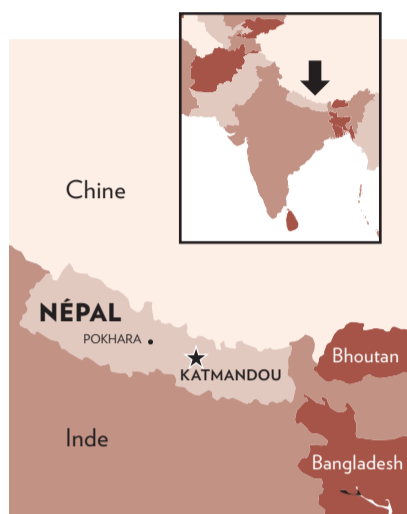 Chine
NÉPAL
POKHARA
KATMANDOU
Bhoutan
Inde
Bangladesh